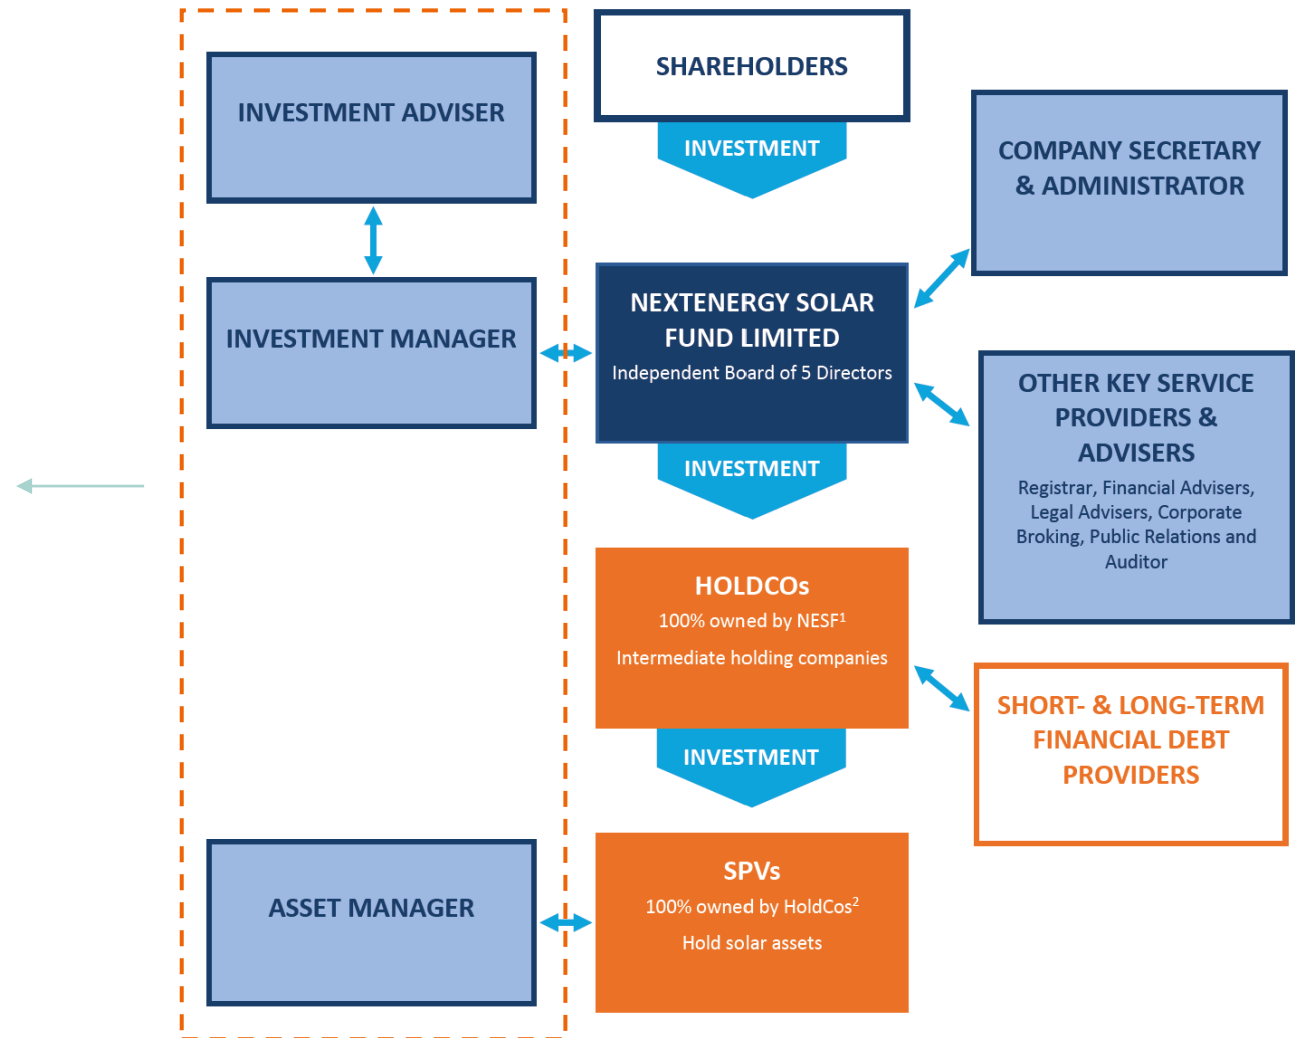 INVESTMENT ADVISER
SHAREHOLDERS
INVESTMENT
COMPANY SECRETARY
& ADMINISTRATOR
INVESTMENT MANAGER
NEXTENERGY SOLAR
FUND LIMITED
Independent Board of 5 Directors
OTHER KEY SERVICE
PROVIDERS &
ADVISERS
Registrar, Financial Advisers,
Legal Advisers, Corporate
Broking, Public Relations and
Auditor
INVESTMENT
HOLDCOs
100% owned by NESF¹
Intermediate holding companies
SHORT- & LONG-TERM
FINANCIAL DEBT
PROVIDERS
INVESTMENT
ASSET MANAGER
SPVs
100% owned by HoldCos²
Hold solar assets